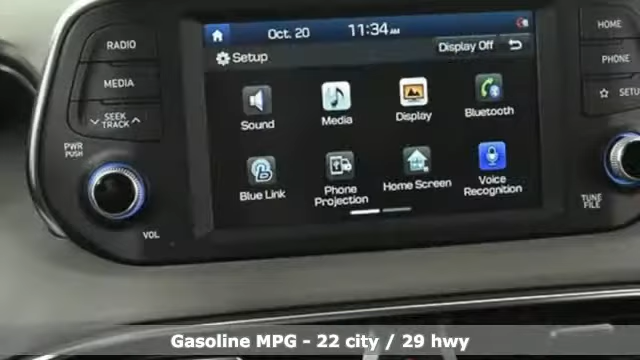 RADIO
MEDIA
SEEK
TRACK
PWR
PUSH
VOL
Oct. 20
11:34 AM
Setup
Display Off
Sound
Media
Display
Bluetooth
Blue Link
Phone
Projection
Home Screen
Voice
Recognition
HOME
PHONE
SETU
TUNE
FILE
Gasoline MPG - 22 city / 29 hwy